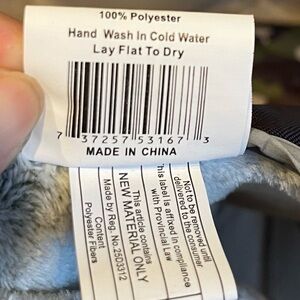 100% Polyester
Hand Wash In Cold Water
Lay Flat To Dry
7 37257 53167 3
MADE IN CHINA
Not to be removed until
delivered to the consumer
This label is affixed in compliance
with Provincial Law
This article contains
NEW MATERIAL ONLY
Made by Reg. No. 25D3312
Content
Polyester Fibers